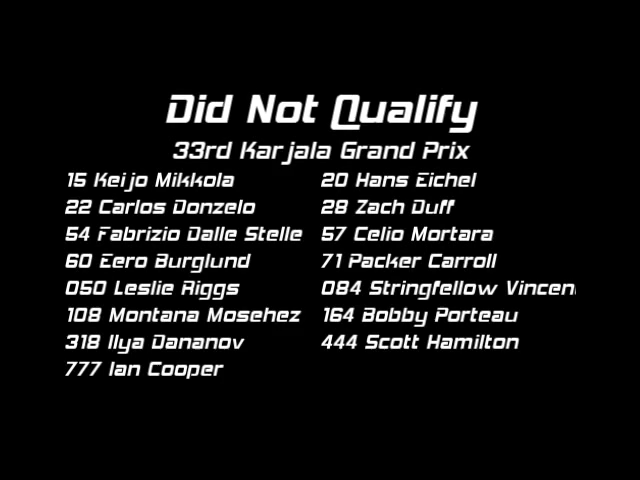 Did Not Qualify
33rd Karjala Grand Prix
15 Keijo Mikkola 20 Hans Eichel
22 Carlos Donzelo 28 Zach Duff
54 Fabrizio Dalle Stelle 57 Celio Mortara
60 Eero Burglund 71 Packer Carroll
050 Leslie Riggs 084 Stringfellow Vincen
108 Montana Mosehez 164 Bobby Porteau
318 Ilya Dananov 444 Scott Hamilton
777 Ian Cooper